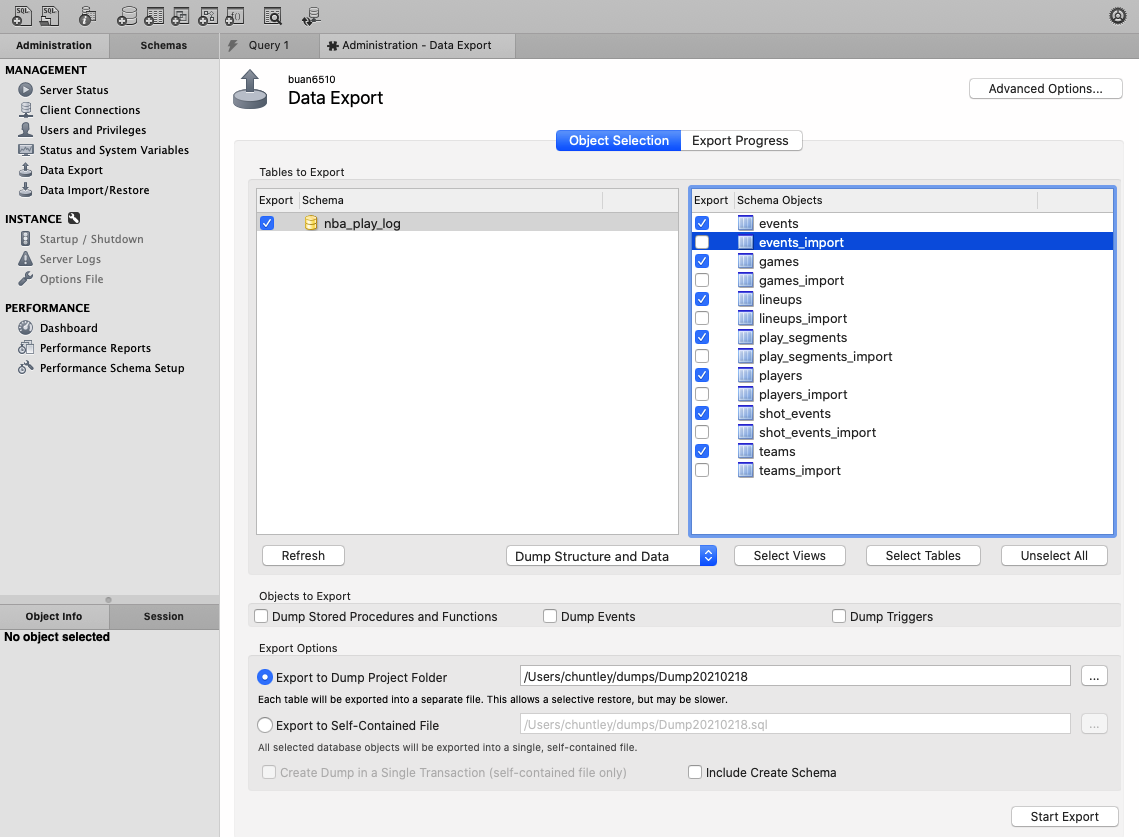 SQL SQL
Administration Schemas Query 1 Administration - Data Export
MANAGEMENT
Server Status
Client Connections
Users and Privileges
Status and System Variables
Data Export
Data Import/Restore
INSTANCE
Startup / Shutdown
Server Logs
Options File
PERFORMANCE
Dashboard
Performance Reports
Performance Schema Setup
Object Info Session
No object selected
buan6510
Data Export
Advanced Options...
Object Selection Export Progress
Tables to Export
Export Schema
nba_play_log
Export Schema Objects
events
events_import
games
games_import
lineups
lineups_import
play_segments
play_segments_import
players
players_import
shot_events
shot_events_import
teams
teams_import
Refresh Dump Structure and Data Select Views Select Tables Unselect All
Objects to Export
Dump Stored Procedures and Functions Dump Events Dump Triggers
Export Options
Export to Dump Project Folder /Users/chuntley/dumps/Dump20210218 ...
Each table will be exported into a separate file. This allows a selective restore, but may be slower.
Export to Self-Contained File /Users/chuntley/dumps/Dump20210218.sql ...
All selected database objects will be exported into a single, self-contained file.
Create Dump in a Single Transaction (self-contained file only) Include Create Schema
Start Export